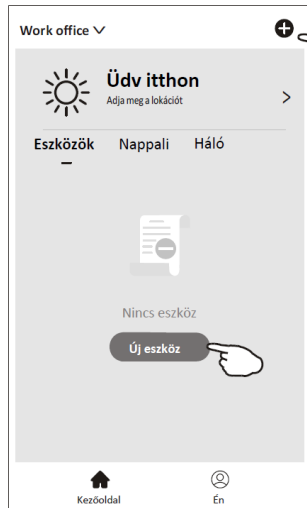 Work office
Üdv itthon
Adja meg a lokációt
Eszközök Nappali Háló
Nincs eszköz
Új eszköz
Kezőoldal Én